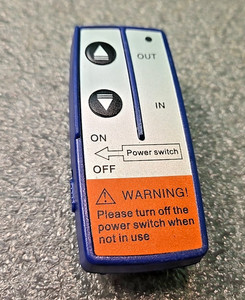 OUT
IN
ON
Power switch
OFF
WARNING!
Please turn off the
power switch when
not in use